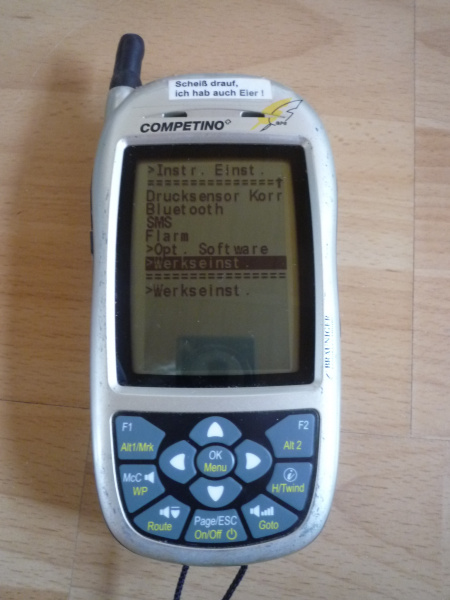 Scheiß drauf,
ich hab auch Eier !
COMPETINO+
>Instr. Einst.
================↑
Drucksensor Korr
Bluetooth
SMS
Flarm
>Opt. Software
>Werkseinst.
================
>Werkseinst.
BRAUNIGER
F1
F2
Alt1/Mrk
Alt 2
OK
Menu
McC
WP
H/Twind
Route
Page/ESC
On/Off
Goto